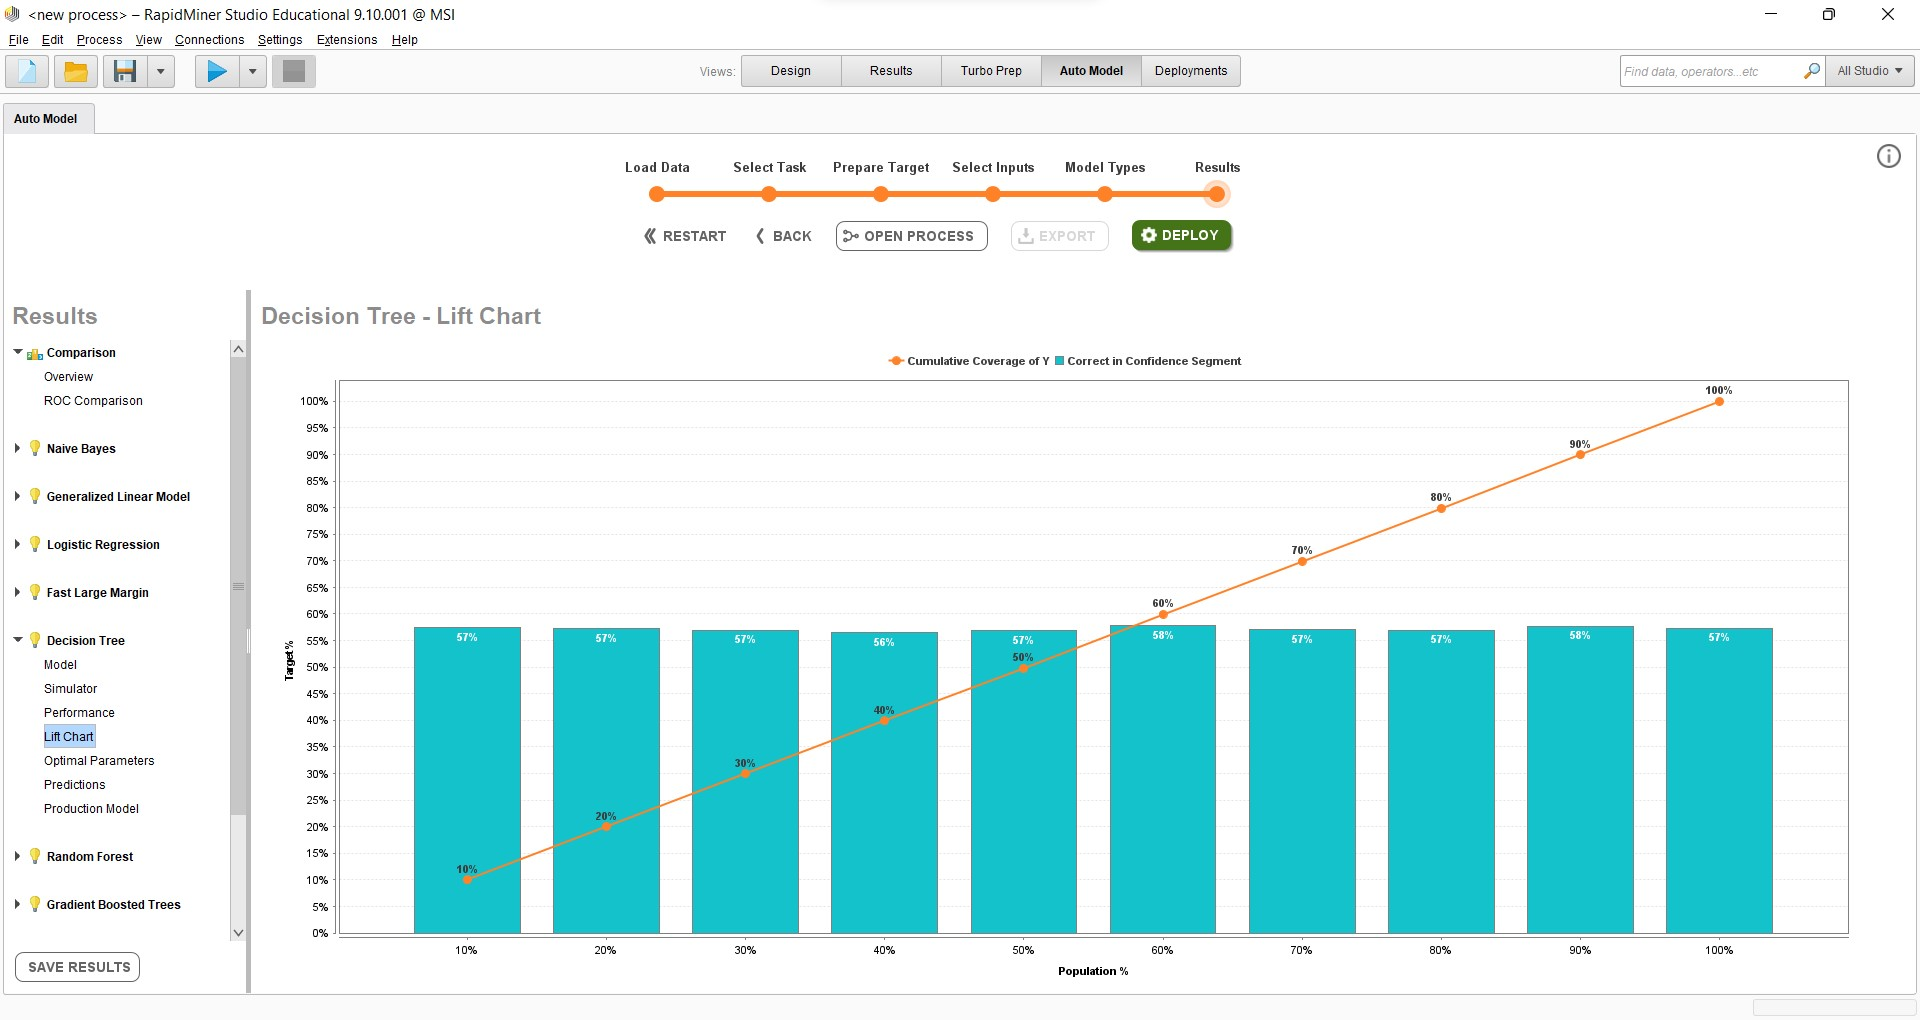 <new process> – RapidMiner Studio Educational 9.10.001 @ MSI
File Edit Process View Connections Settings Extensions Help
Views: Design Results Turbo Prep Auto Model Deployments
Find data, operators...etc
All Studio
Auto Model
Load Data Select Task Prepare Target Select Inputs Model Types Results
RESTART BACK OPEN PROCESS EXPORT DEPLOY
Results
Comparison
Overview
ROC Comparison
Naive Bayes
Generalized Linear Model
Logistic Regression
Fast Large Margin
Decision Tree
Model
Simulator
Performance
Lift Chart
Optimal Parameters
Predictions
Production Model
Random Forest
Gradient Boosted Trees
SAVE RESULTS
Decision Tree - Lift Chart
Cumulative Coverage of Y Correct in Confidence Segment
Target %
100%
95%
90%
85%
80%
75%
70%
65%
60%
55%
50%
45%
40%
35%
30%
25%
20%
15%
10%
5%
0%
57% 57% 57% 56% 57% 58% 57% 57% 58% 57%
10% 20% 30% 40% 50% 60% 70% 80% 90% 100%
10% 20% 30% 40% 50% 60% 70% 80% 90% 100%
Population %